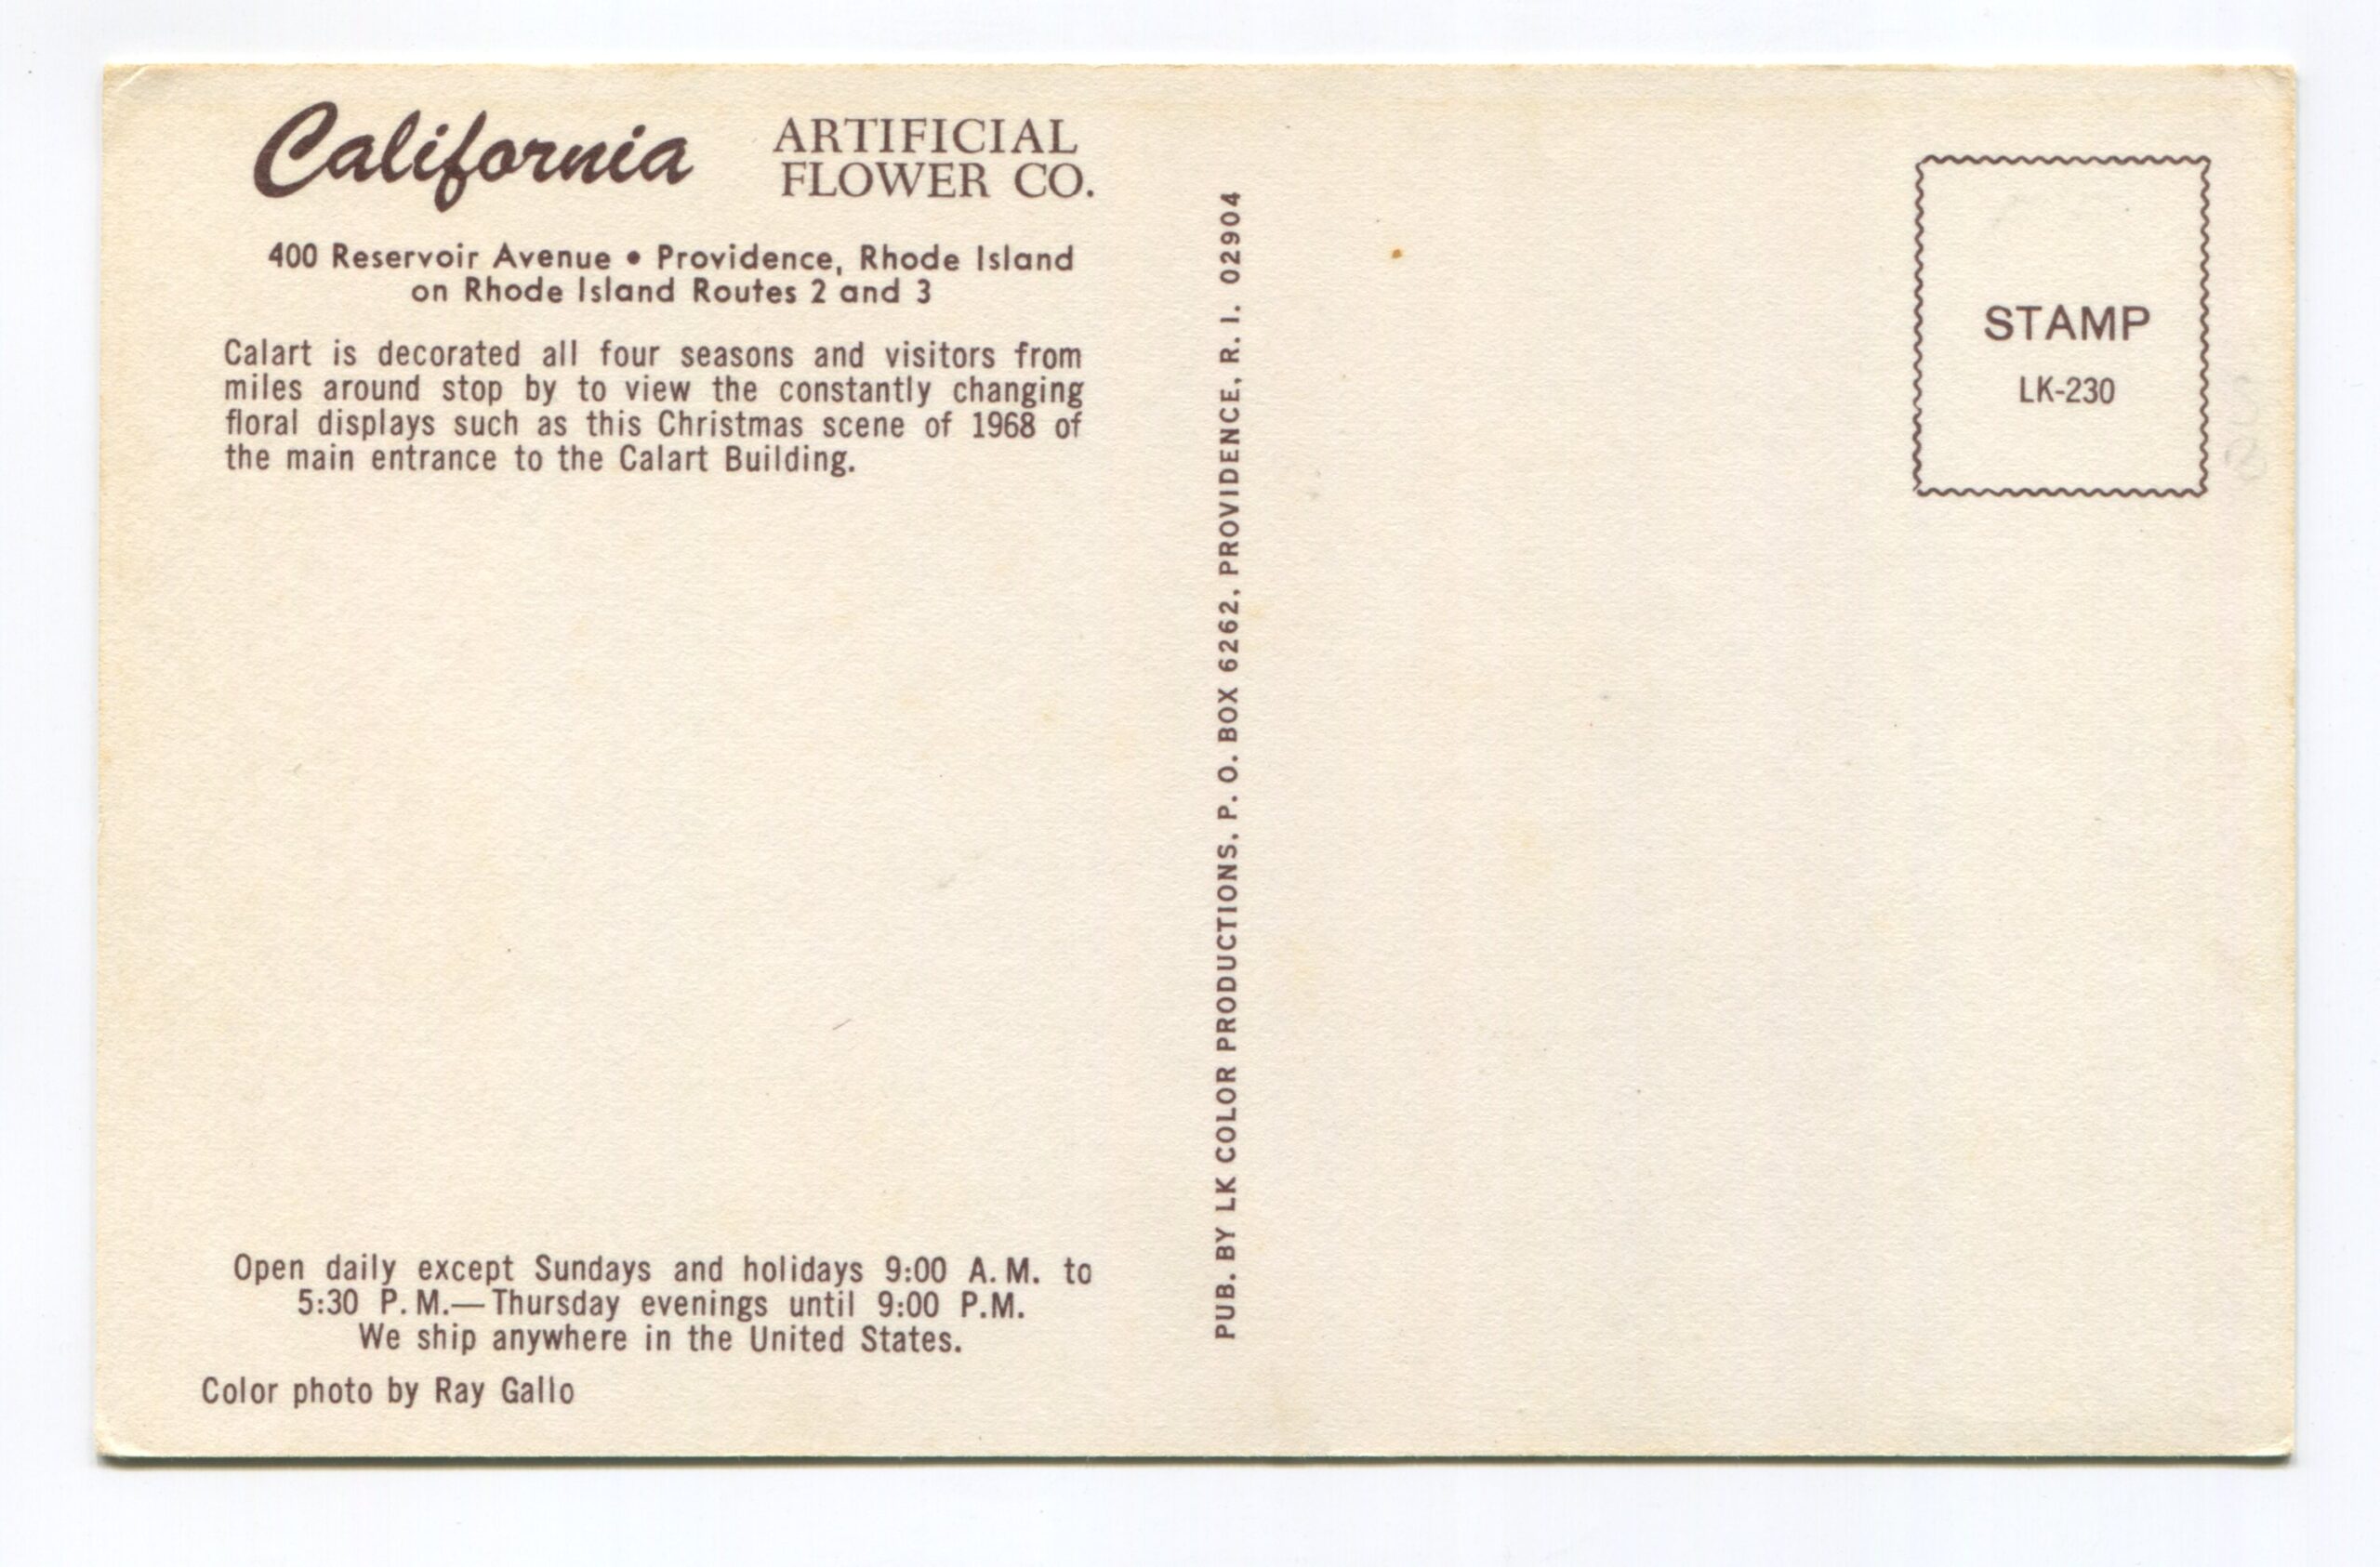 California ARTIFICIAL
FLOWER CO.
400 Reservoir Avenue • Providence, Rhode Island
on Rhode Island Routes 2 and 3
Calart is decorated all four seasons and visitors from
miles around stop by to view the constantly changing
floral displays such as this Christmas scene of 1968 of
the main entrance to the Calart Building.
Open daily except Sundays and holidays 9:00 A. M. to
5:30 P. M.—Thursday evenings until 9:00 P.M.
We ship anywhere in the United States.
Color photo by Ray Gallo
PUB. BY LK COLOR PRODUCTIONS, P. O. BOX 6262, PROVIDENCE, R. I. 02904
STAMP
LK-230